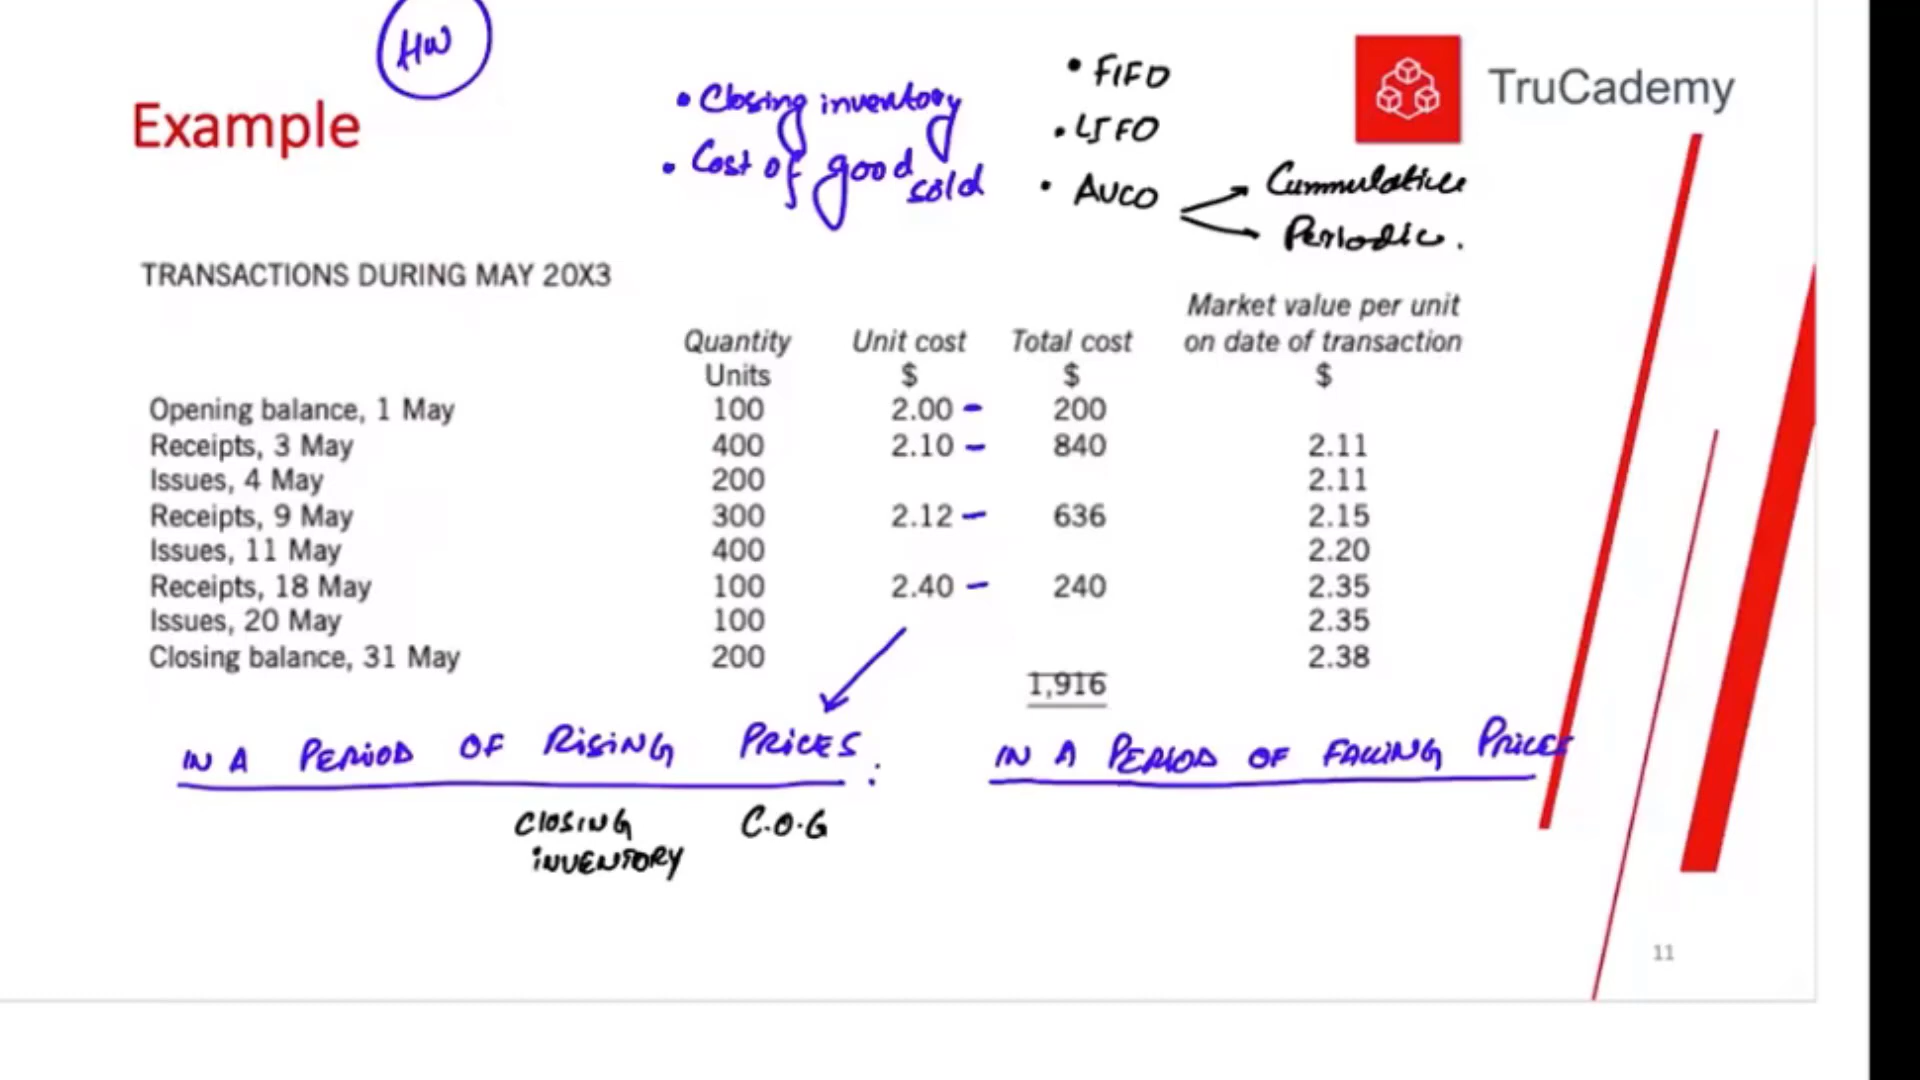 HW
Example
• Closing inventory
• Cost of good sold
• FIFO
• LIFO
• AVCO
Cummulative
Periodic.
TruCademy
TRANSACTIONS DURING MAY 20X3
Market value per unit
Quantity Unit cost Total cost on date of transaction
Units $ $ $
Opening balance, 1 May 100 2.00 - 200
Receipts, 3 May 400 2.10 - 840 2.11
Issues, 4 May 200 2.11
Receipts, 9 May 300 2.12 - 636 2.15
Issues, 11 May 400 2.20
Receipts, 18 May 100 2.40 - 240 2.35
Issues, 20 May 100 2.35
Closing balance, 31 May 200 2.38
1,916
IN A PERIOD OF RISING PRICES :
IN A PERIOD OF FALLING PRICES
CLOSING INVENTORY
C.O.G
11